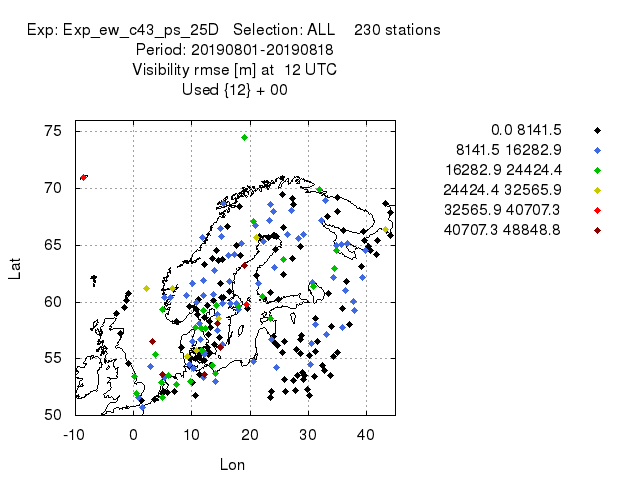 Exp: Exp_ew_c43_ps_25D Selection: ALL 230 stations
Period: 20190801-20190818
Visibility rmse [m] at 12 UTC
Used {12} + 00
0.0 8141.5
8141.5 16282.9
16282.9 24424.4
24424.4 32565.9
32565.9 40707.3
40707.3 48848.8
75
70
65
60
55
50
Lat
-10 0 10 20 30 40
Lon